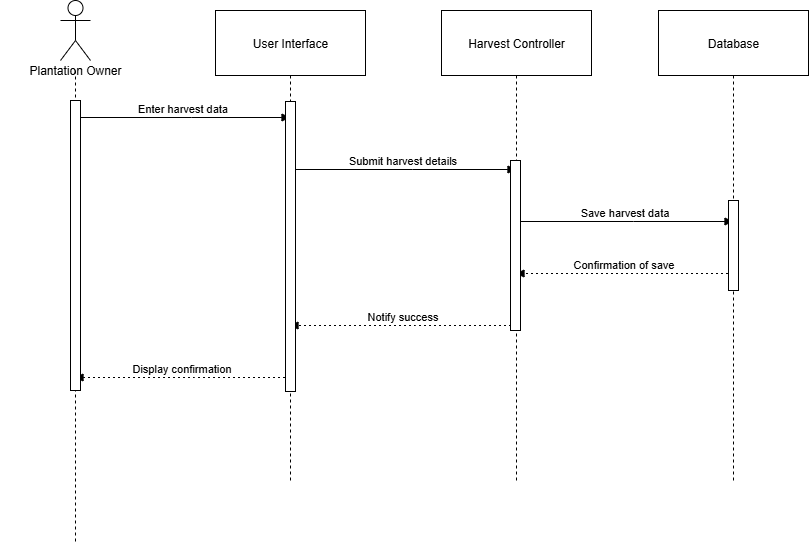 Plantation Owner
User Interface
Harvest Controller
Database
Enter harvest data
Submit harvest details
Save harvest data
Confirmation of save
Notify success
Display confirmation